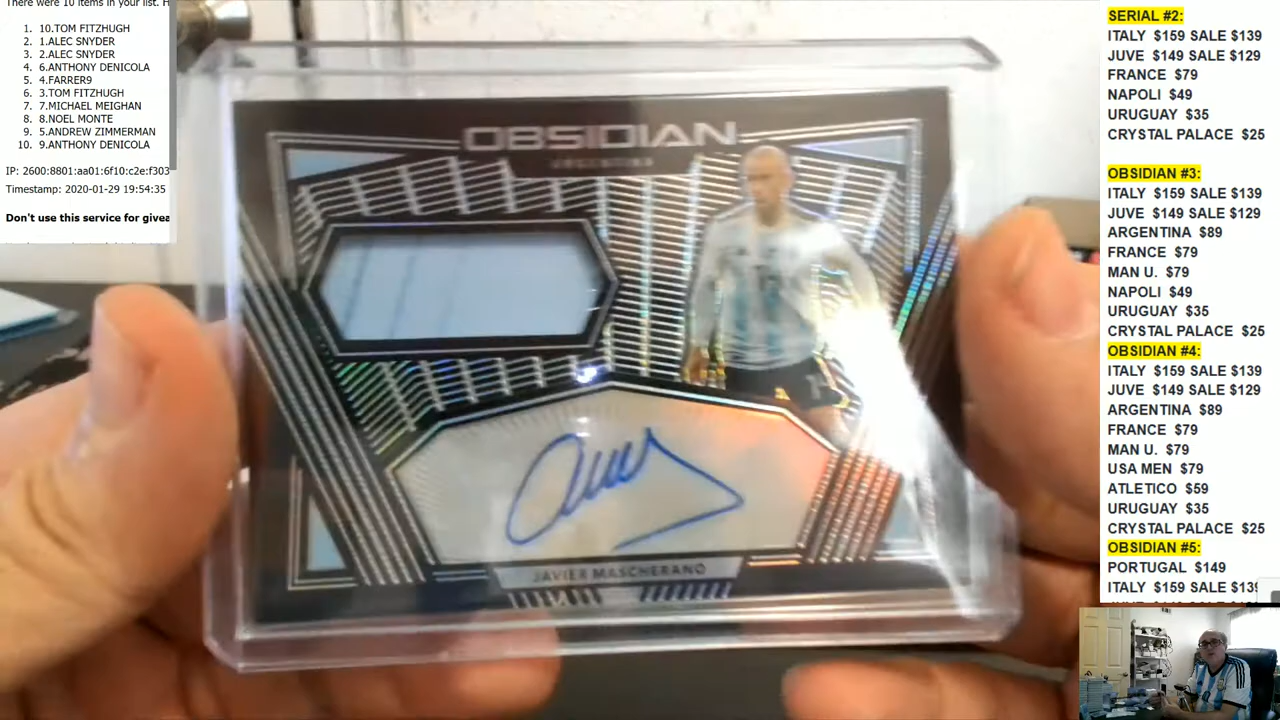 There were 10 items in your list. H
1. 10.TOM FITZHUGH
2. 1.ALEC SNYDER
3. 2.ALEC SNYDER
4. 6.ANTHONY DENICOLA
5. 4.FARRER9
6. 3.TOM FITZHUGH
7. 7.MICHAEL MEIGHAN
8. 8.NOEL MONTE
9. 5.ANDREW ZIMMERMAN
10. 9.ANTHONY DENICOLA
IP: 2600:8801:aa01:6f10:c2e:f303
Timestamp: 2020-01-29 19:54:35
Don't use this service for givea
OBSIDIAN
ARGENTINA
JAVIER MASCHERANO
SERIAL #2:
ITALY $159 SALE $139
JUVE $149 SALE $129
FRANCE $79
NAPOLI $49
URUGUAY $35
CRYSTAL PALACE $25
OBSIDIAN #3:
ITALY $159 SALE $139
JUVE $149 SALE $129
ARGENTINA $89
FRANCE $79
MAN U. $79
NAPOLI $49
URUGUAY $35
CRYSTAL PALACE $25
OBSIDIAN #4:
ITALY $159 SALE $139
JUVE $149 SALE $129
ARGENTINA $89
FRANCE $79
MAN U. $79
USA MEN $79
ATLETICO $59
URUGUAY $35
CRYSTAL PALACE $25
OBSIDIAN #5:
PORTUGAL $149
ITALY $159 SALE $139